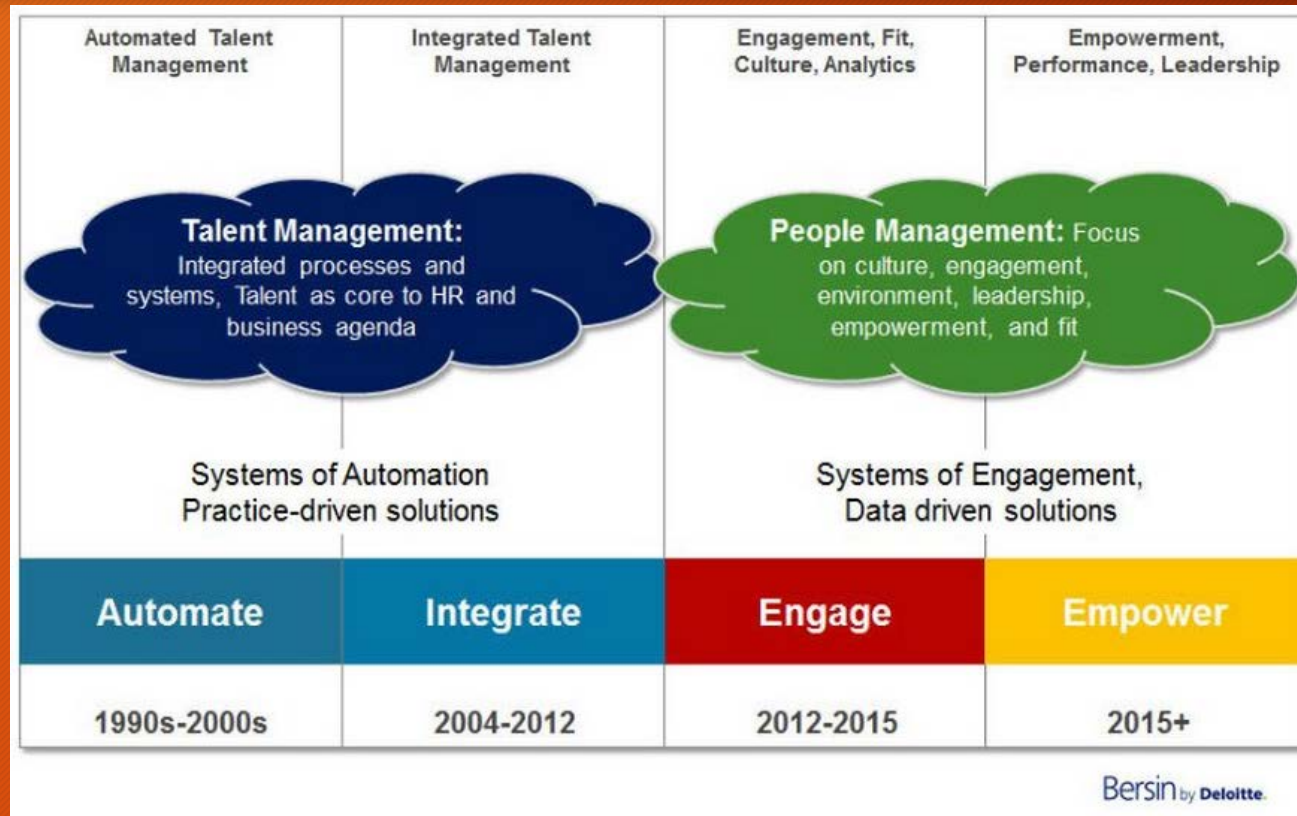 Automated Talent
Management
Integrated Talent
Management
Engagement, Fit,
Culture, Analytics
Empowerment,
Performance, Leadership
Talent Management:
Integrated processes and
systems, Talent as core to HR and
business agenda
People Management: Focus
on culture, engagement,
environment, leadership,
empowerment, and fit
Systems of Automation
Practice-driven solutions
Systems of Engagement,
Data driven solutions
Automate
Integrate
Engage
Empower
1990s-2000s
2004-2012
2012-2015
2015+
Bersin by Deloitte.